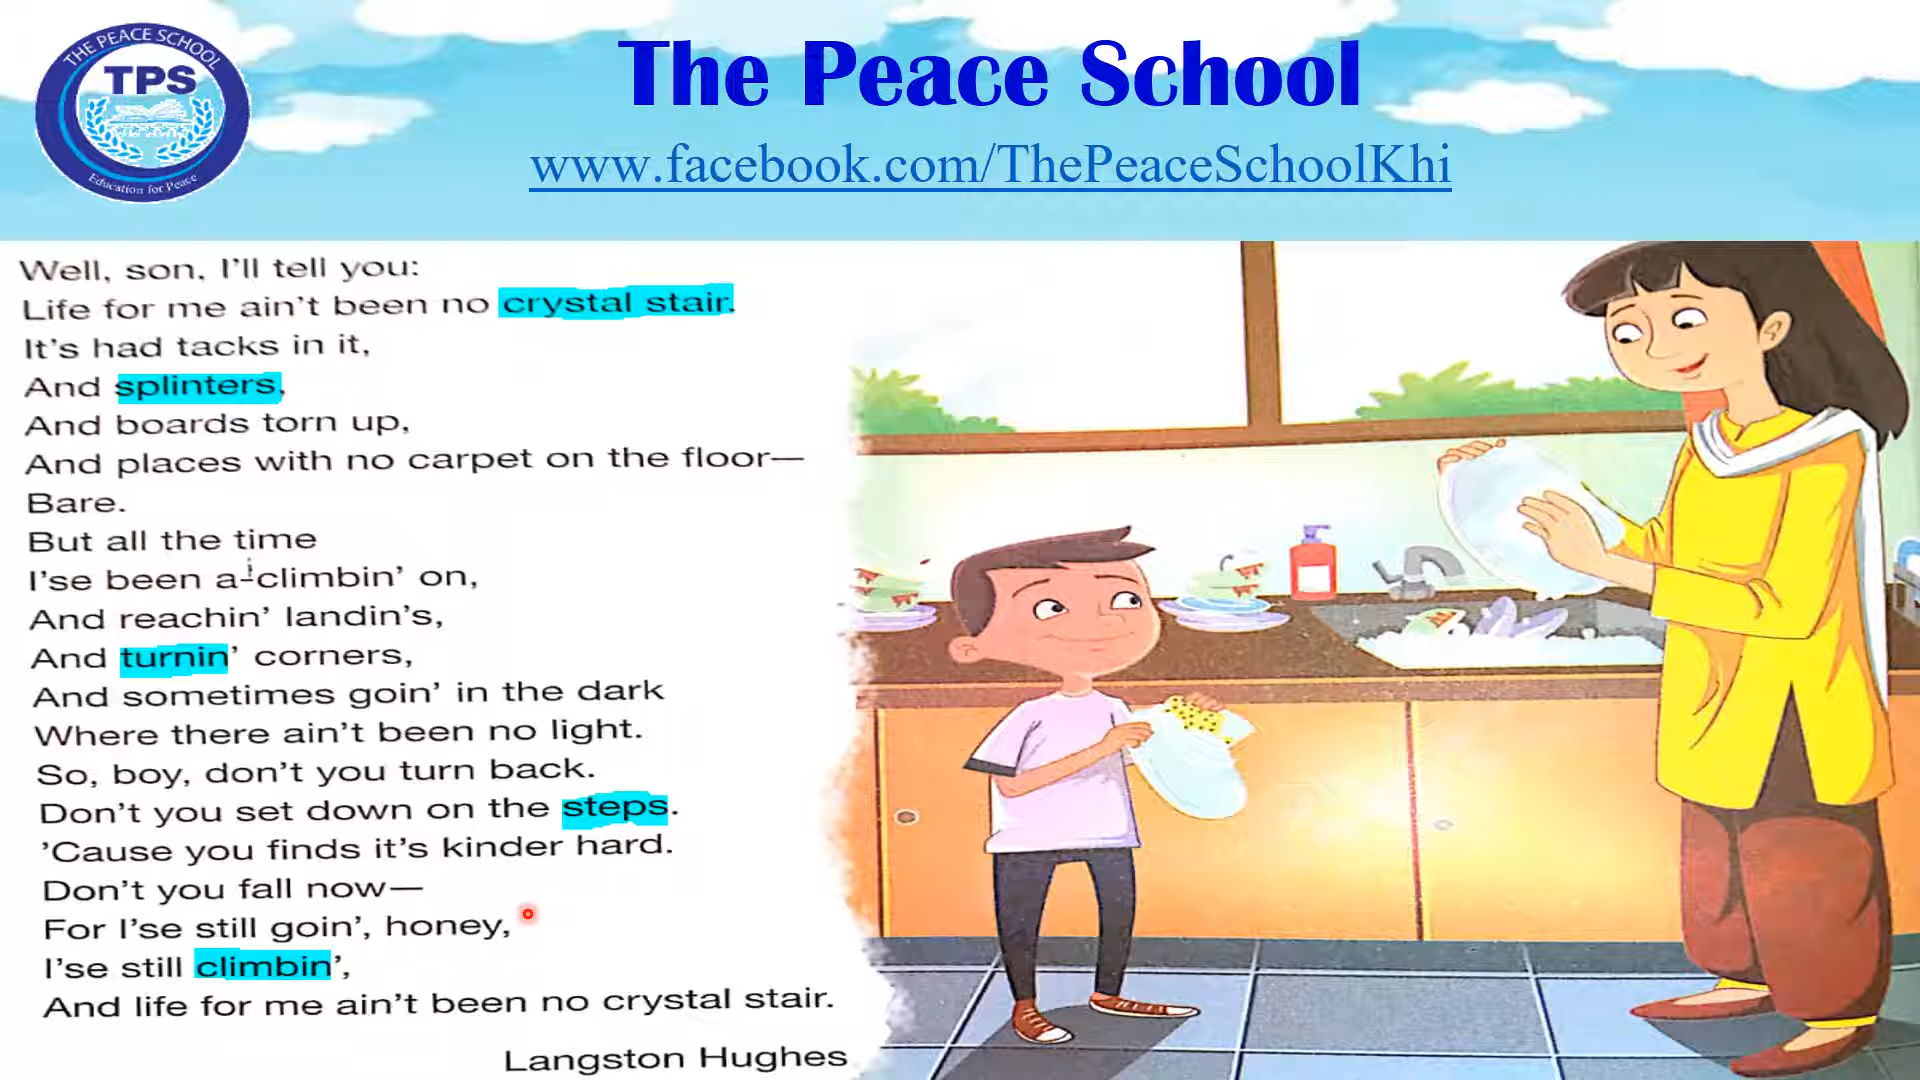 THE PEACE SCHOOL
TPS
Education for Peace
The Peace School
www.facebook.com/ThePeaceSchoolKhi
Well, son, I'll tell you:
Life for me ain't been no crystal stair.
It's had tacks in it,
And splinters,
And boards torn up,
And places with no carpet on the floor—
Bare.
But all the time
I'se been a-climbin' on,
And reachin' landin's,
And turnin' corners,
And sometimes goin' in the dark
Where there ain't been no light.
So, boy, don't you turn back.
Don't you set down on the steps.
'Cause you finds it's kinder hard.
Don't you fall now—
For I'se still goin', honey,
I'se still climbin',
And life for me ain't been no crystal stair.
Langston Hughes